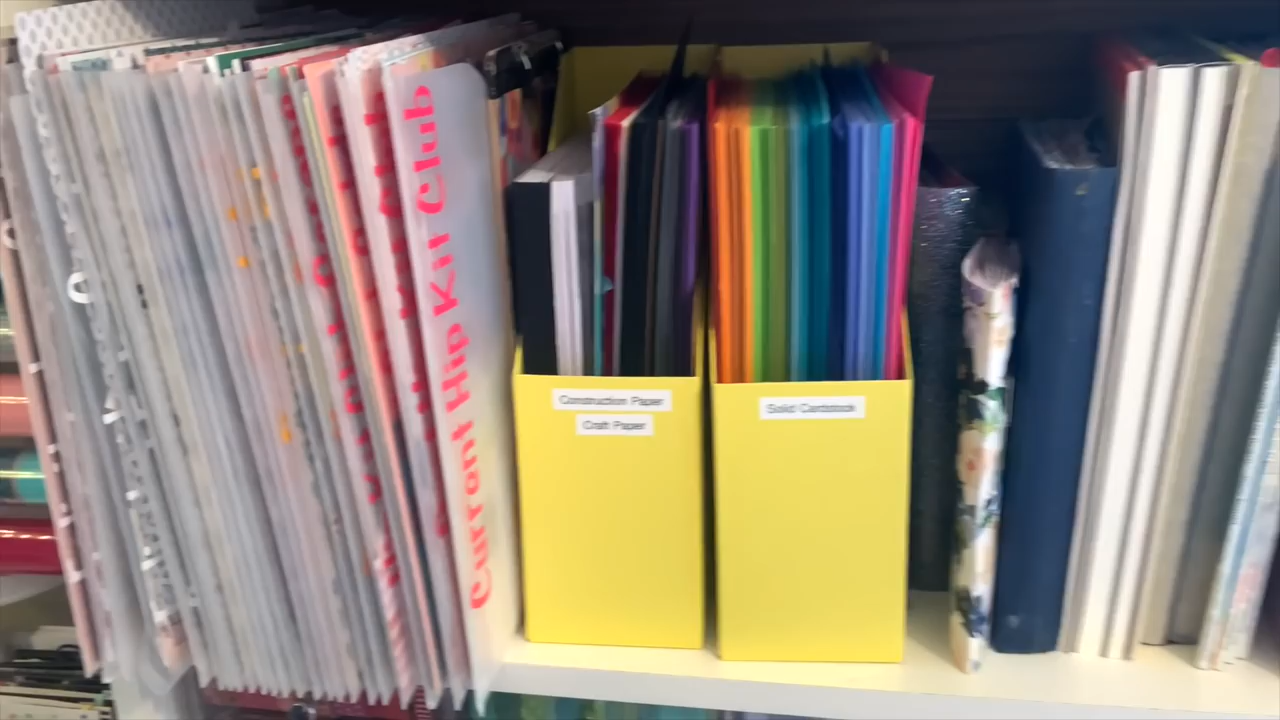 Current Hip Kit Club
Construction Paper
Craft Paper
Solid Cardstock